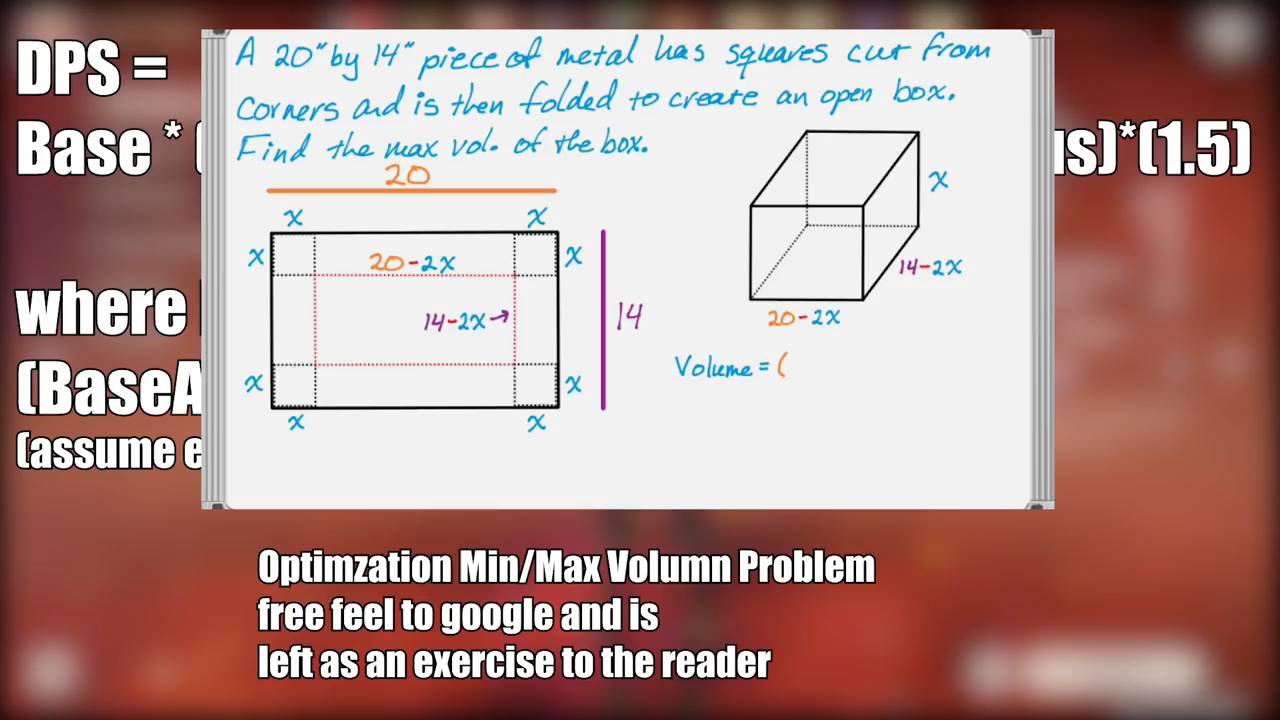 DPS =
Base * (
us)*(1.5)
where
(BaseA
(assume e
A 20" by 14" piece of metal has squares cut from
corners and is then folded to create an open box.
Find the max vol. of the box.
20
x x
x 20-2x x
14-2x→
14
x x
x x
x
14-2x
20-2x
Volume = (
Optimzation Min/Max Volumn Problem
free feel to google and is
left as an exercise to the reader